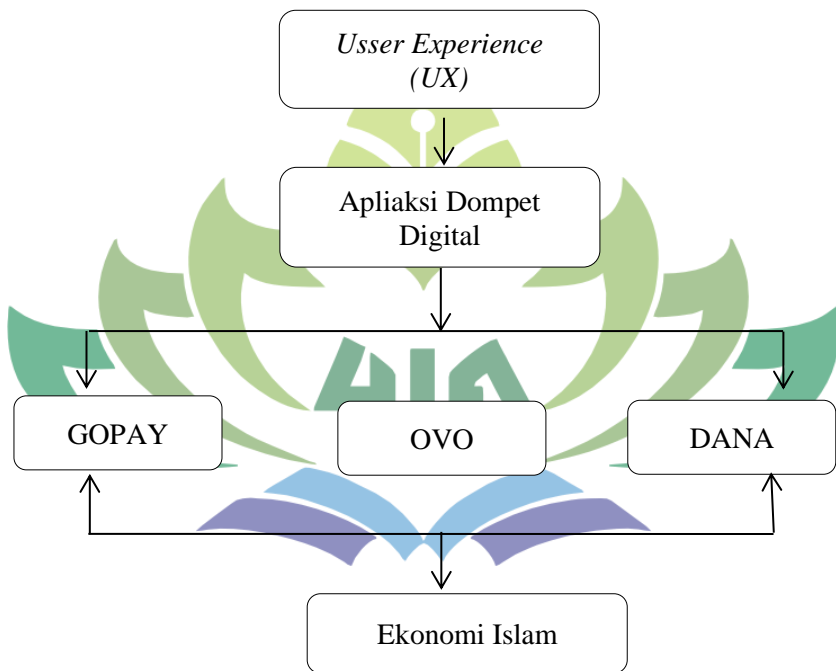 Usser Experience
(UX)
Apliaksi Dompet
Digital
GOPAY
OVO
DANA
Ekonomi Islam